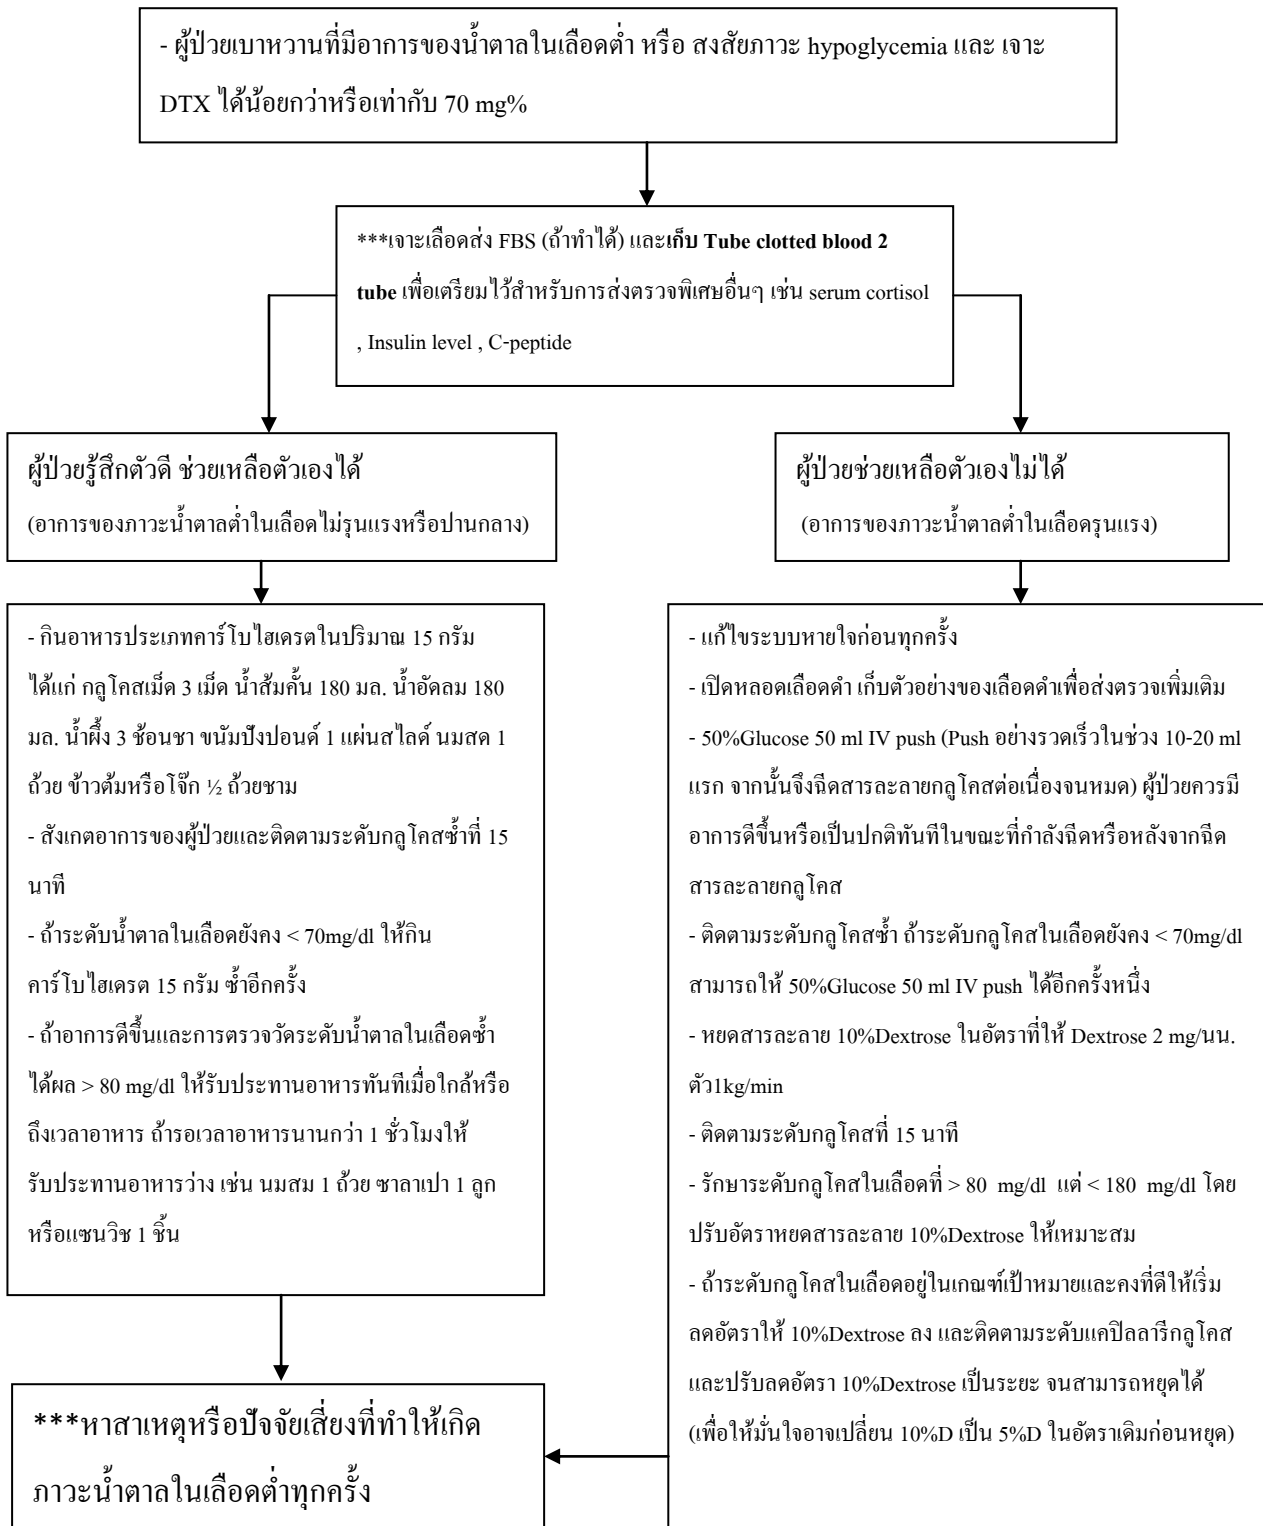 - ผู้ป่วยเบาหวานที่มีอาการของน้ำตาลในเลือดต่ำ หรือ สงสัยภาวะ hypoglycemia และ เจาะ
DTX ได้น้อยกว่าหรือเท่ากับ 70 mg%
***เจาะเลือดส่ง FBS (ถ้าทำได้) และเก็บ Tube clotted blood 2
tube เพื่อเตรียมไว้สำหรับการส่งตรวจพิเศษอื่นๆ เช่น serum cortisol
, Insulin level , C-peptide
ผู้ป่วยรู้สึกตัวดี ช่วยเหลือตัวเองได้
(อาการของภาวะน้ำตาลต่ำในเลือดไม่รุนแรงหรือปานกลาง)
ผู้ป่วยช่วยเหลือตัวเองไม่ได้
(อาการของภาวะน้ำตาลต่ำในเลือดรุนแรง)
- กินอาหารประเภทคาร์โบไฮเดรตในปริมาณ 15 กรัม
ได้แก่ กลูโคสเม็ด 3 เม็ด น้ำส้มคั้น 180 มล. น้ำอัดลม 180
มล. น้ำผึ้ง 3 ช้อนชา ขนมปังปอนด์ 1 แผ่นสไลด์ นมสด 1
ถ้วย ข้าวต้มหรือโจ๊ก ½ ถ้วยชาม
- สังเกตอาการของผู้ป่วยและติดตามระดับกลูโคสซ้ำที่ 15
นาที
- ถ้าระดับน้ำตาลในเลือดยังคง < 70mg/dl ให้กิน
คาร์โบไฮเดรต 15 กรัม ซ้ำอีกครั้ง
- ถ้าอาการดีขึ้นและการตรวจวัดระดับน้ำตาลในเลือดซ้ำ
ได้ผล > 80 mg/dl ให้รับประทานอาหารทันทีเมื่อใกล้หรือ
ถึงเวลาอาหาร ถ้ารอเวลาอาหารนานกว่า 1 ชั่วโมงให้
รับประทานอาหารว่าง เช่น นมสม 1 ถ้วย ซาลาเปา 1 ลูก
หรือแซนวิช 1 ชิ้น
- แก้ไขระบบหายใจก่อนทุกครั้ง
- เปิดหลอดเลือดดำ เก็บตัวอย่างของเลือดดำเพื่อส่งตรวจเพิ่มเติม
- 50%Glucose 50 ml IV push (Push อย่างรวดเร็วในช่วง 10-20 ml
แรก จากนั้นจึงฉีดสารละลายกลูโคสต่อเนื่องจนหมด) ผู้ป่วยควรมี
อาการดีขึ้นหรือเป็นปกติทันทีในขณะที่กำลังฉีดหรือหลังจากฉีด
สารละลายกลูโคส
- ติดตามระดับกลูโคสซ้ำ ถ้าระดับกลูโคสในเลือดยังคง < 70mg/dl
สามารถให้ 50%Glucose 50 ml IV push ได้อีกครั้งหนึ่ง
- หยดสารละลาย 10%Dextrose ในอัตราที่ให้ Dextrose 2 mg/นน.
ตัว1kg/min
- ติดตามระดับกลูโคสที่ 15 นาที
- รักษาระดับกลูโคสในเลือดที่ > 80 mg/dl แต่ < 180 mg/dl โดย
ปรับอัตราหยดสารละลาย 10%Dextrose ให้เหมาะสม
- ถ้าระดับกลูโคสในเลือดอยู่ในเกณฑ์เป้าหมายและคงที่ดีให้เริ่ม
ลดอัตราให้ 10%Dextrose ลง และติดตามระดับแคปิลลารีกลูโคส
และปรับลดอัตรา 10%Dextrose เป็นระยะ จนสามารถหยุดได้
(เพื่อให้มั่นใจอาจเปลี่ยน 10%D เป็น 5%D ในอัตราเดิมก่อนหยุด)
***หาสาเหตุหรือปัจจัยเสี่ยงที่ทำให้เกิด
ภาวะน้ำตาลในเลือดต่ำทุกครั้ง